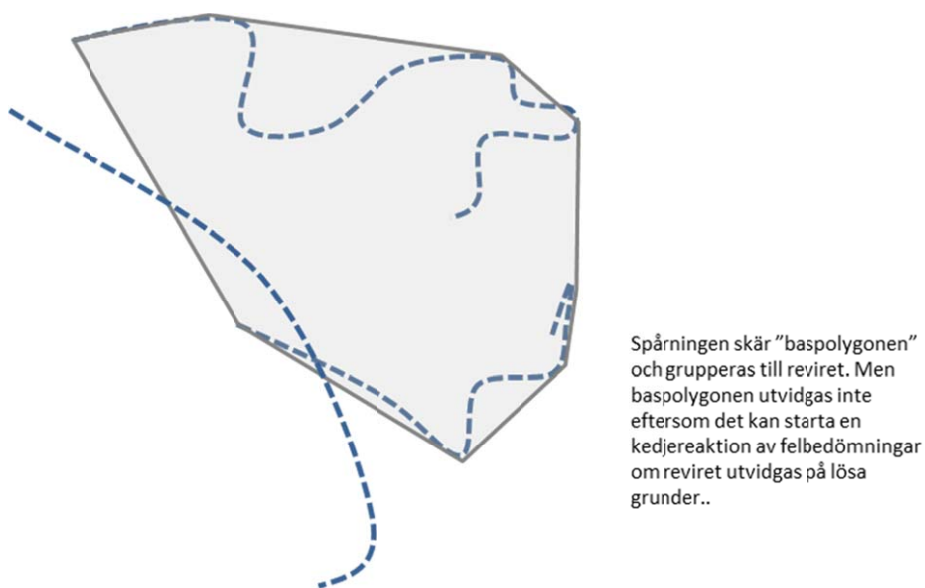 Spårningen skär ”baspolygonen”
och grupperas till reviret. Men
baspolygonen utvidgas inte
eftersom det kan starta en
kedjereaktion av felbedömningar
om reviret utvidgas på lösa
grunder..